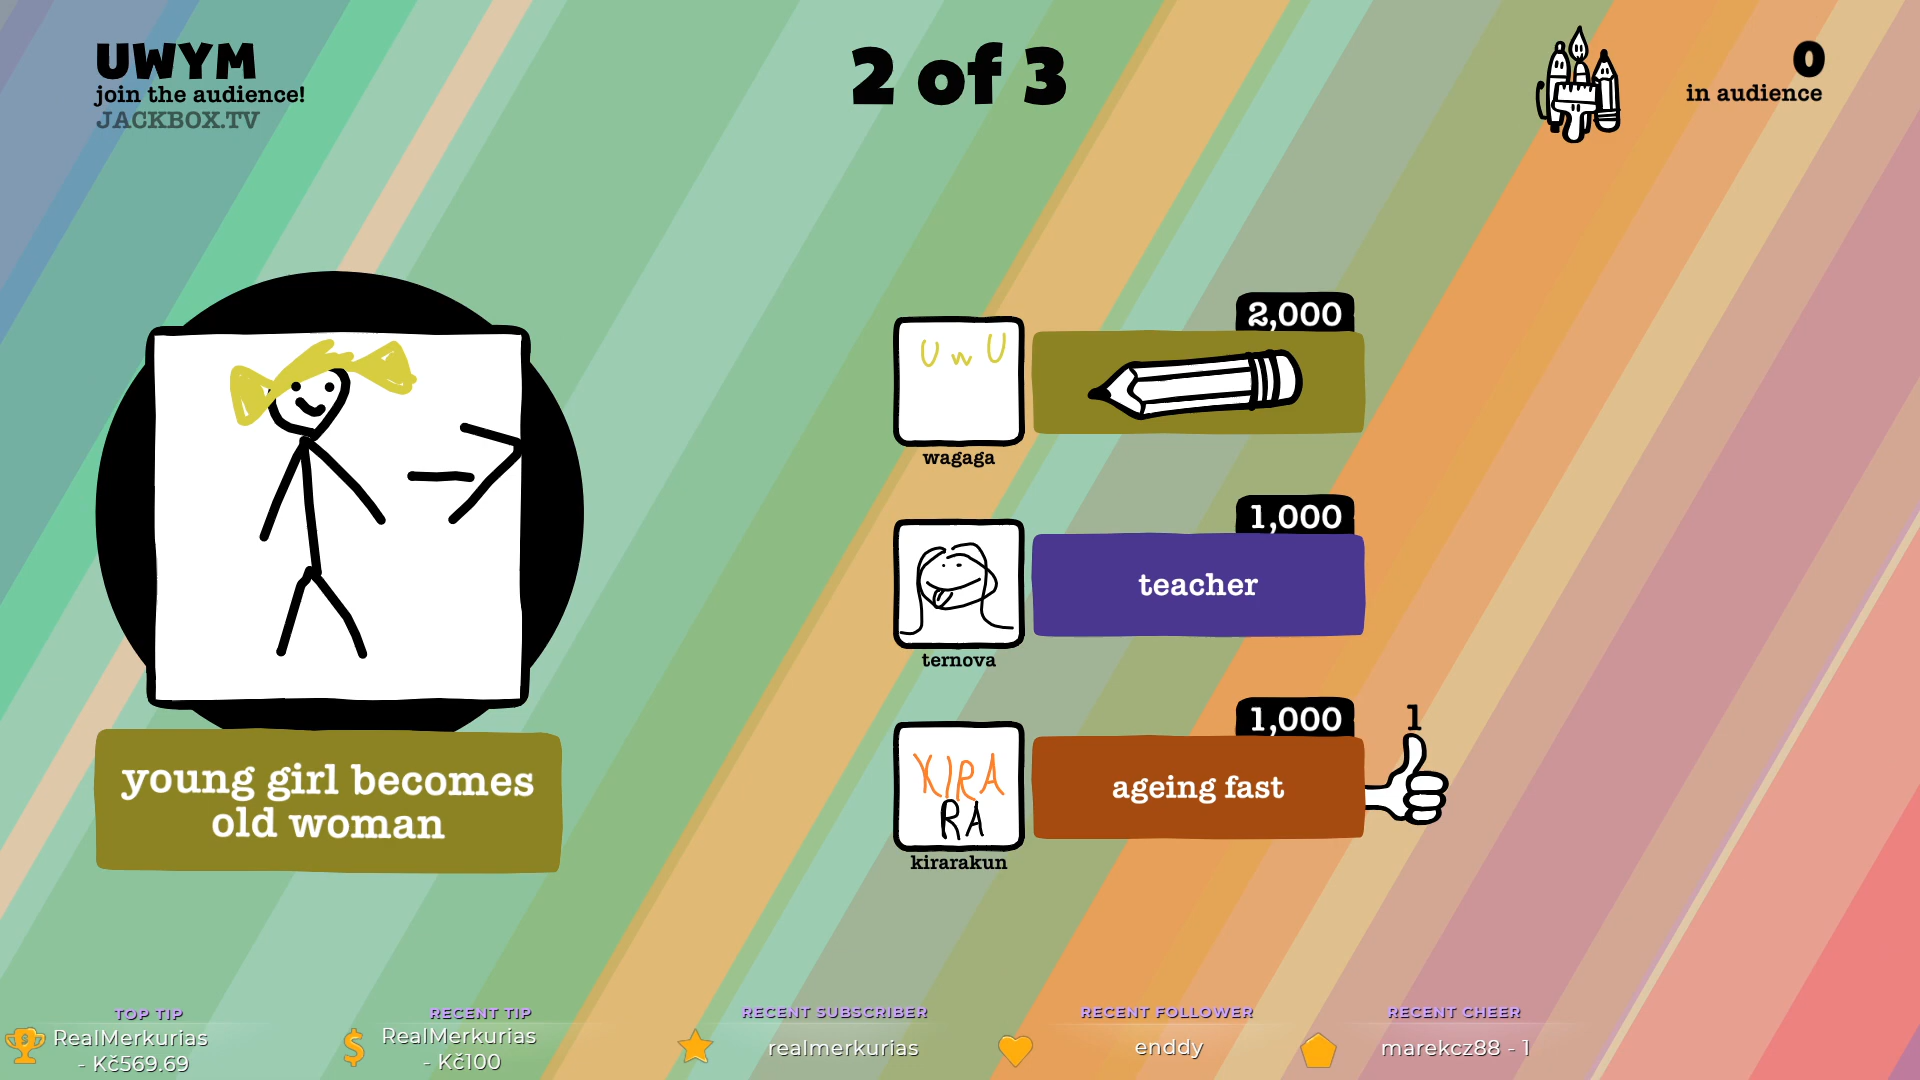 UWYM
join the audience!
JACKBOX.TV
2 of 3
0
in audience
young girl becomes
old woman
2,000
U w U
wagaga
1,000
teacher
ternova
1,000
1
KIRA
RA
ageing fast
kirarakun
TOP TIP
RealMerkurias
- Kč569.69
RECENT TIP
RealMerkurias
- Kč100
RECENT SUBSCRIBER
realmerkurias
RECENT FOLLOWER
enddy
RECENT CHEER
marekcz88 - 1